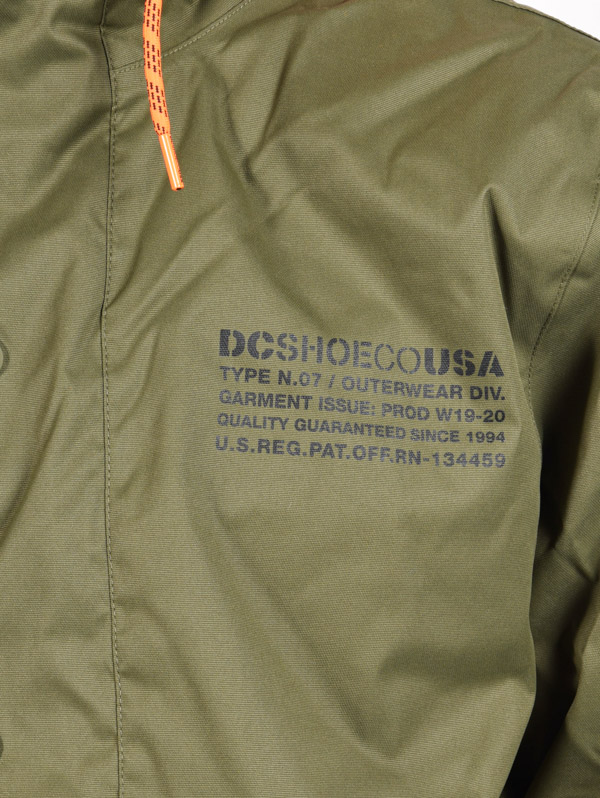 DCSHOECOUSA
TYPE N.07 / OUTERWEAR DIV.
GARMENT ISSUE: PROD W19-20
QUALITY GUARANTEED SINCE 1994
U.S.REG.PAT.OFF.RN-134459